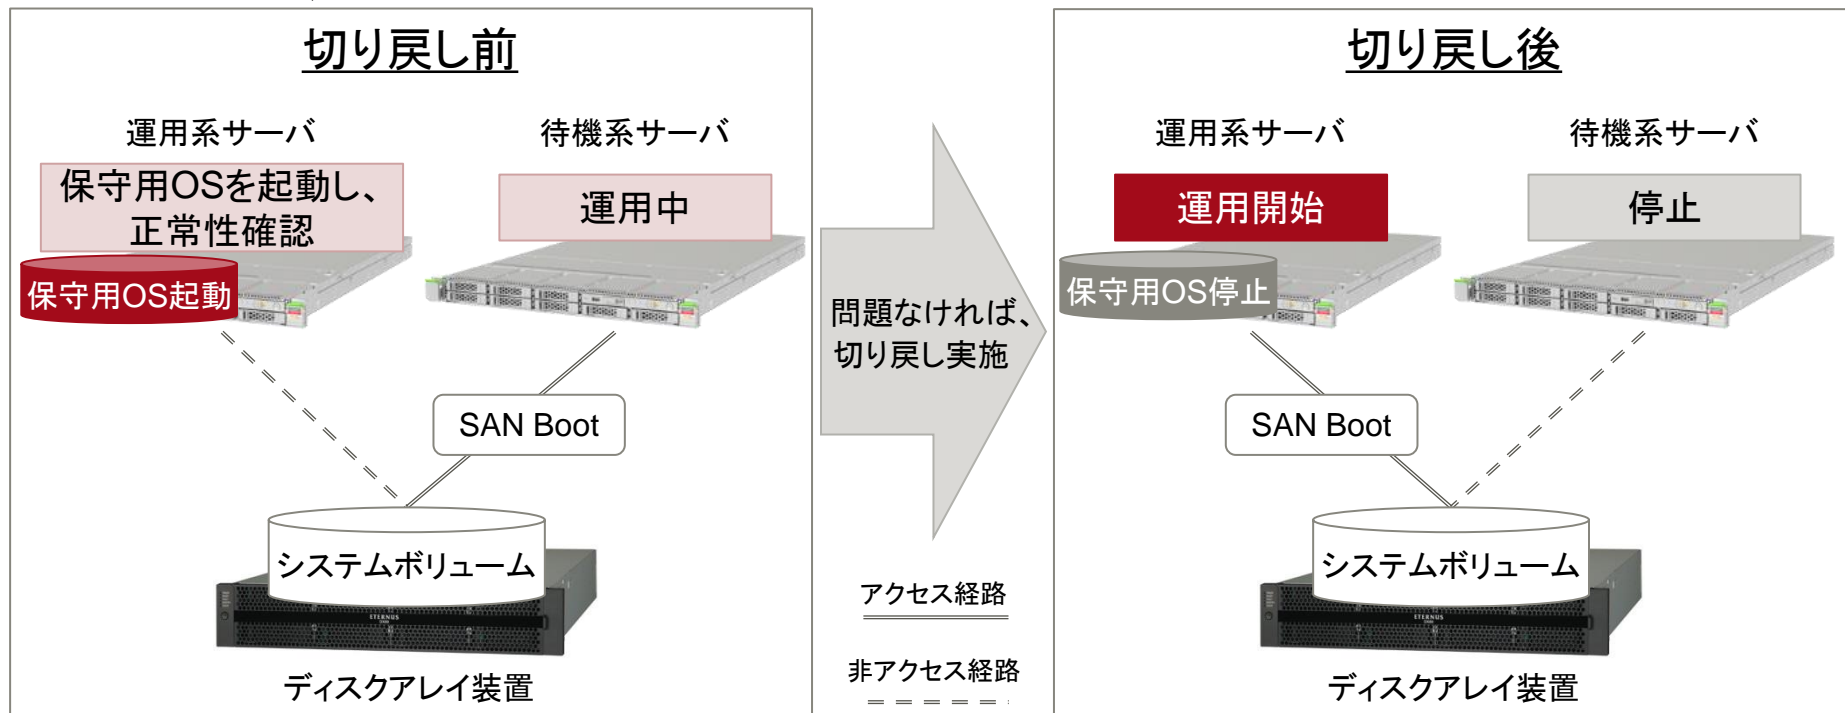 切り戻し前
運用系サーバ
待機系サーバ
保守用OSを起動し、
正常性確認
運用中
保守用OS起動
SAN Boot
システムボリューム
ETERNUS
ディスクアレイ装置
問題なければ、
切り戻し実施
アクセス経路
非アクセス経路
切り戻し後
運用系サーバ
待機系サーバ
運用開始
停止
保守用OS停止
SAN Boot
システムボリューム
ETERNUS
ディスクアレイ装置